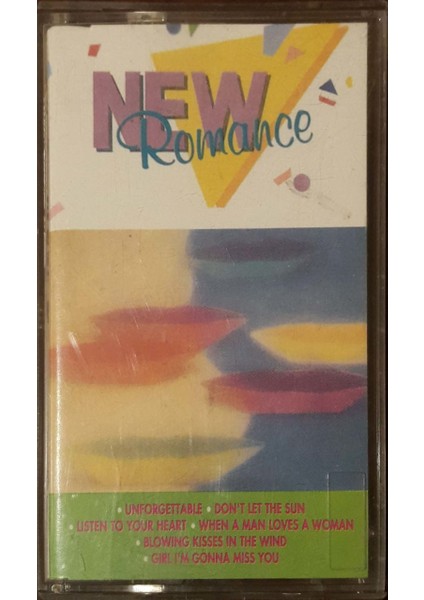 NEW
Romance
• UNFORGETTABLE • DON'T LET THE SUN
• LISTEN TO YOUR HEART • WHEN A MAN LOVES A WOMAN
• BLOWING KISSES IN THE WIND
• GIRL I'M GONNA MISS YOU